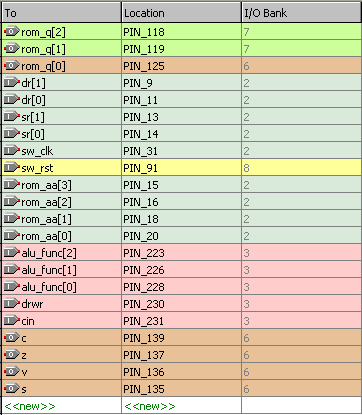 To Location I/O Bank
rom_q[2] PIN_118 7
rom_q[1] PIN_119 7
rom_q[0] PIN_125 6
dr[1] PIN_9 2
dr[0] PIN_11 2
sr[1] PIN_13 2
sr[0] PIN_14 2
sw_clk PIN_31 2
sw_rst PIN_91 8
rom_aa[3] PIN_15 2
rom_aa[2] PIN_16 2
rom_aa[1] PIN_18 2
rom_aa[0] PIN_20 2
alu_func[2] PIN_223 3
alu_func[1] PIN_226 3
alu_func[0] PIN_228 3
drwr PIN_230 3
cin PIN_231 3
c PIN_139 6
z PIN_137 6
v PIN_136 6
s PIN_135 6
<<new>> <<new>>